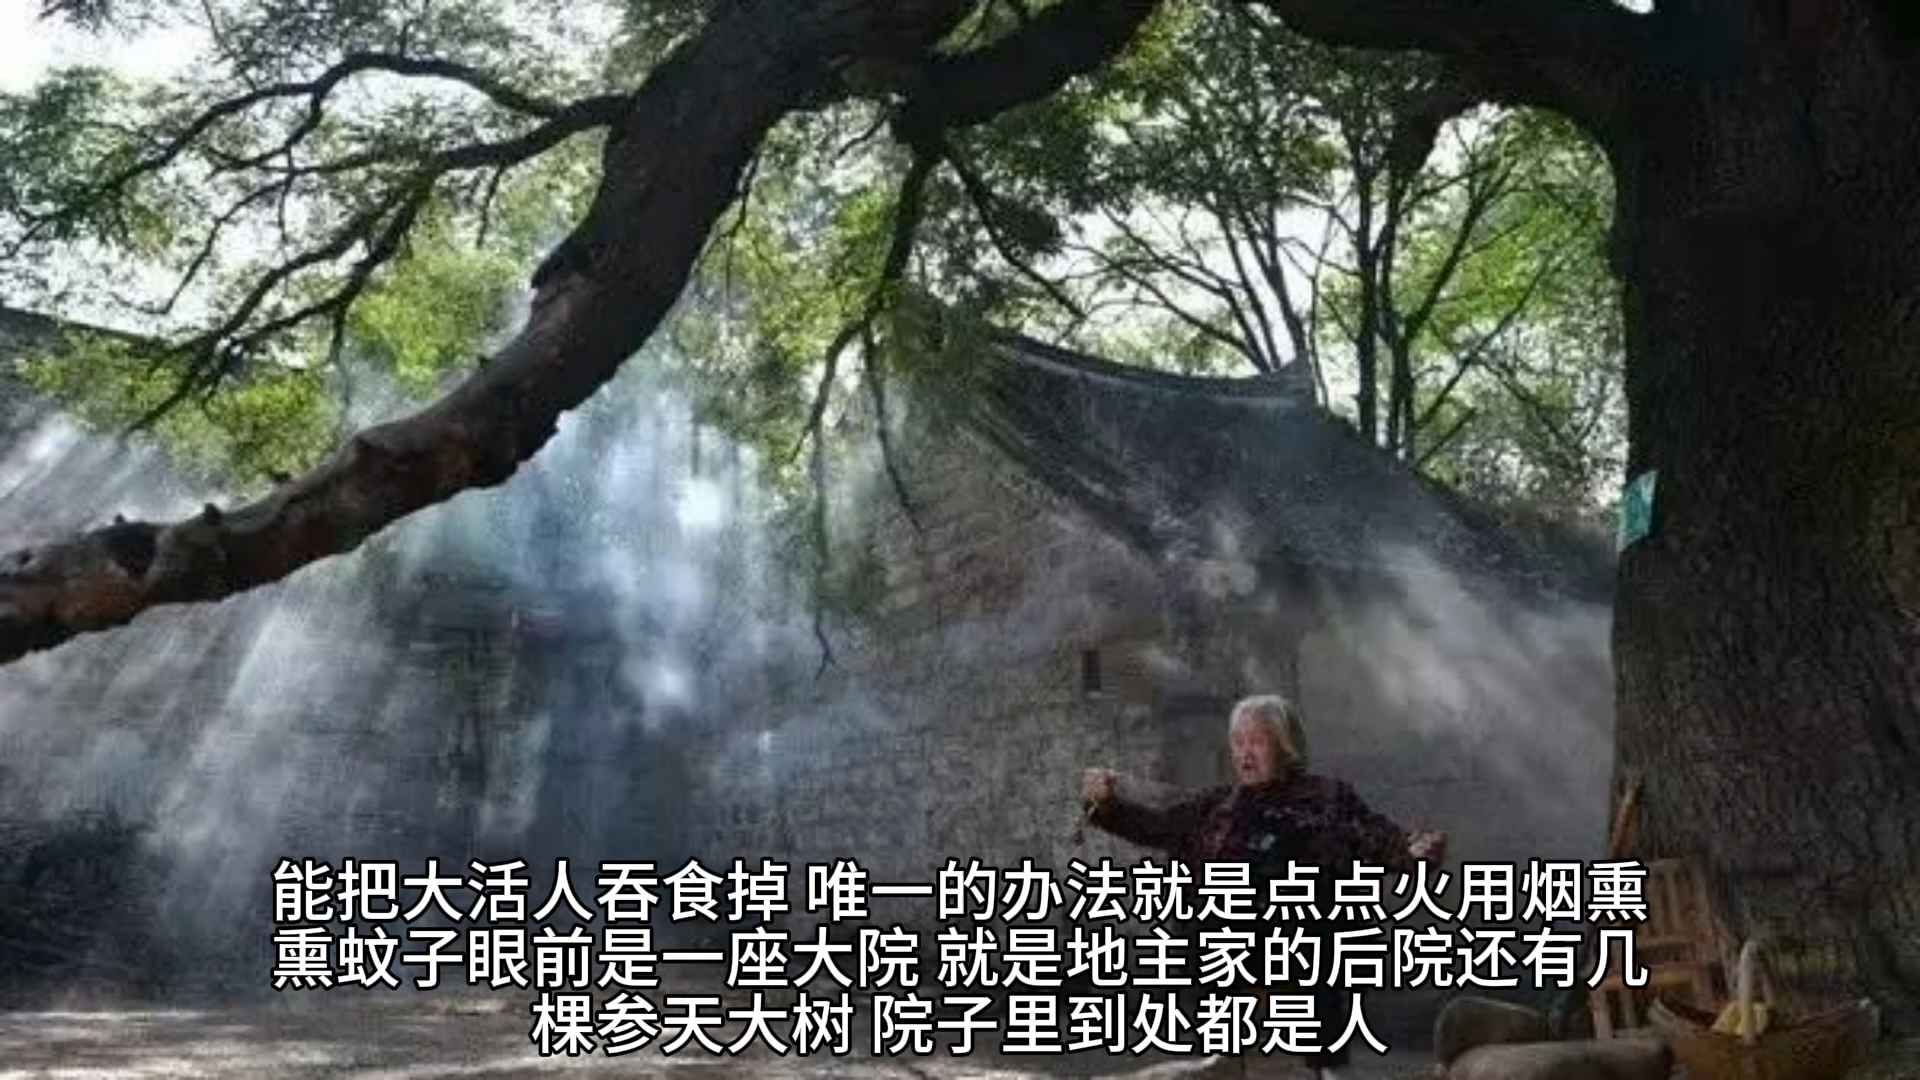 能把大活人吞食掉 唯一的办法就是点点火用烟熏
熏蚊子眼前是一座大院 就是地主家的后院还有几
棵参天大树 院子里到处都是人